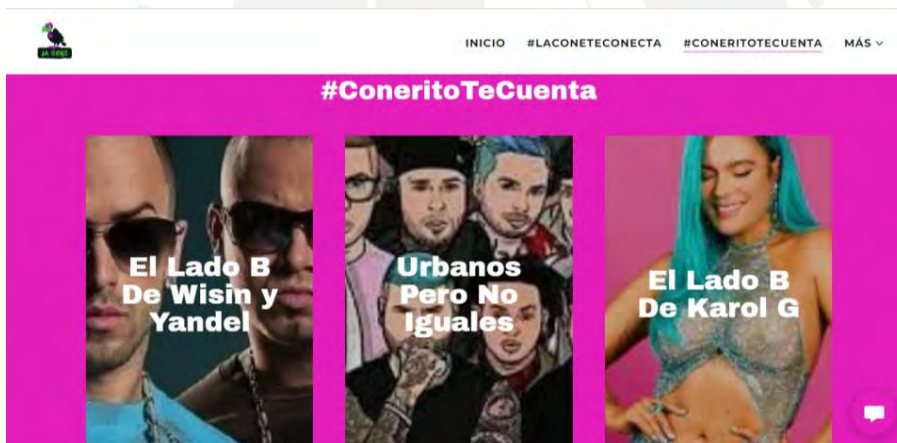 INICIO #LACONETECONECTA #CONERITOTECUENTA MÁS
#ConeritoTeCuenta
El Lado B
De Wisin y
Yandel
Urbanos
Pero No
Iguales
El Lado B
De Karol G